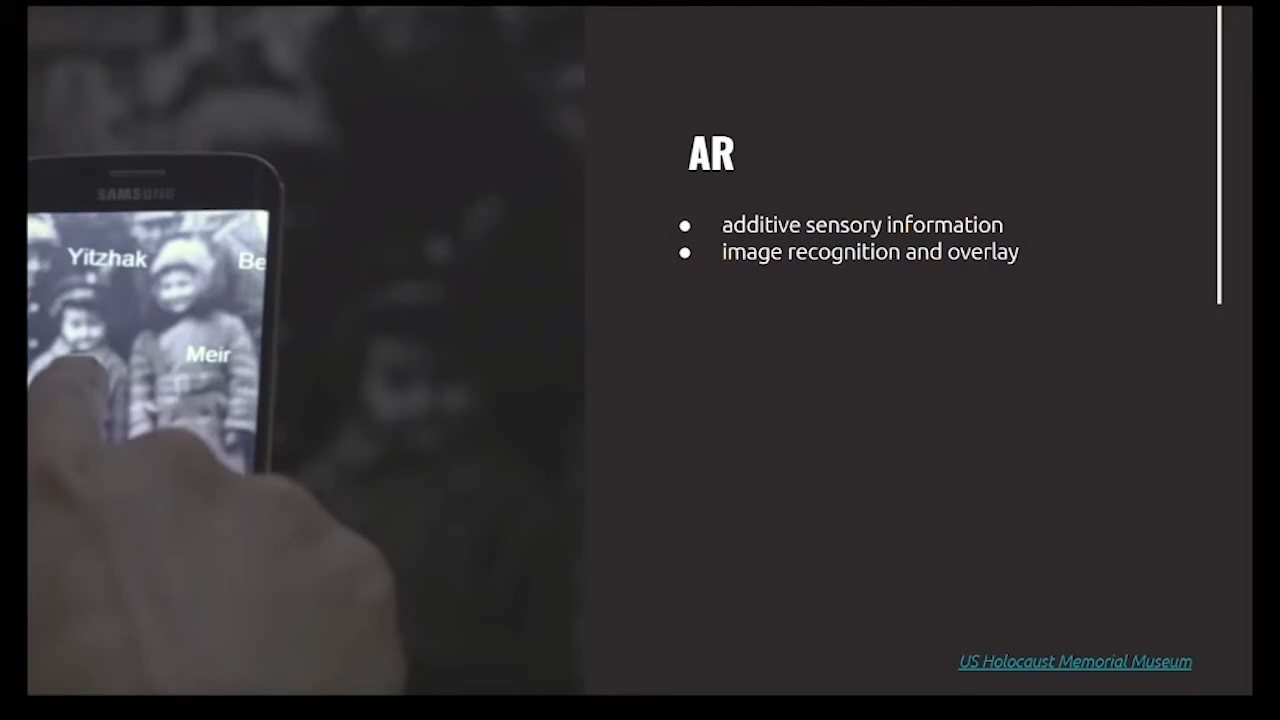 SAMSUNG
Yitzhak
Be
Meir
AR
● additive sensory information
● image recognition and overlay
US Holocaust Memorial Museum